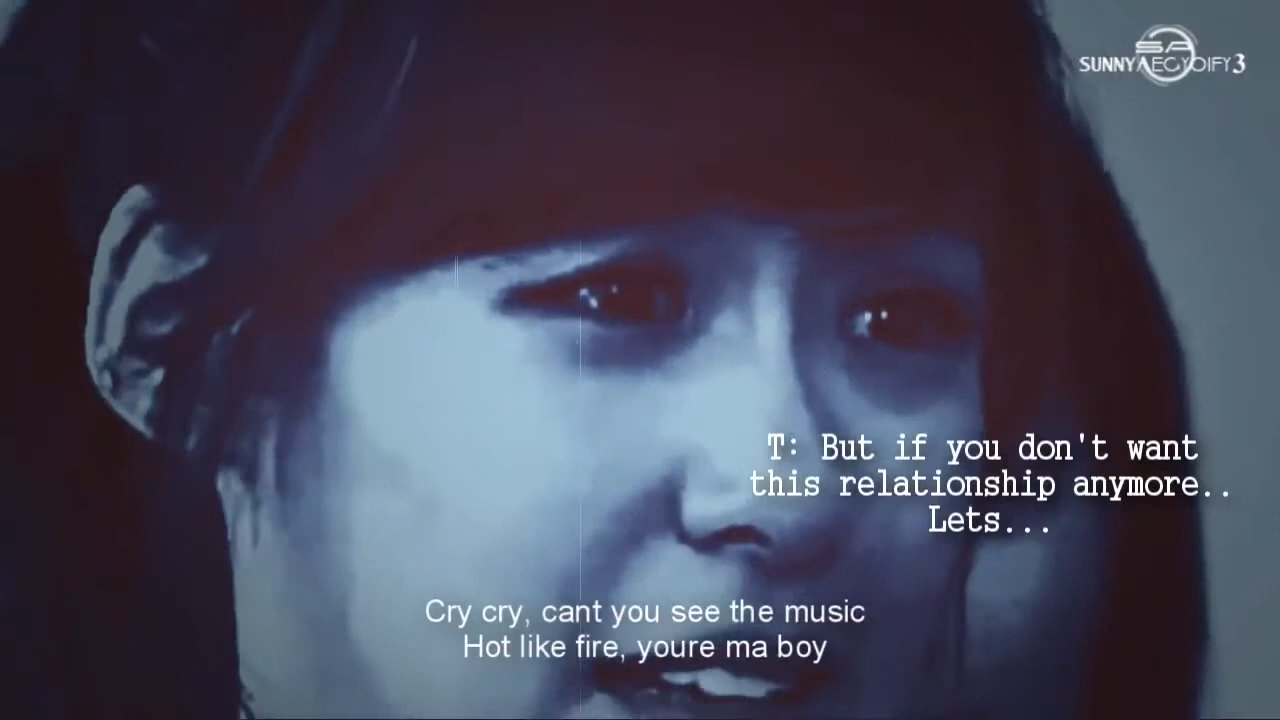 SA
SUNNYAEGYOIFY3
T: But if you don't want
this relationship anymore..
Lets...
Cry cry, cant you see the music
Hot like fire, youre ma boy